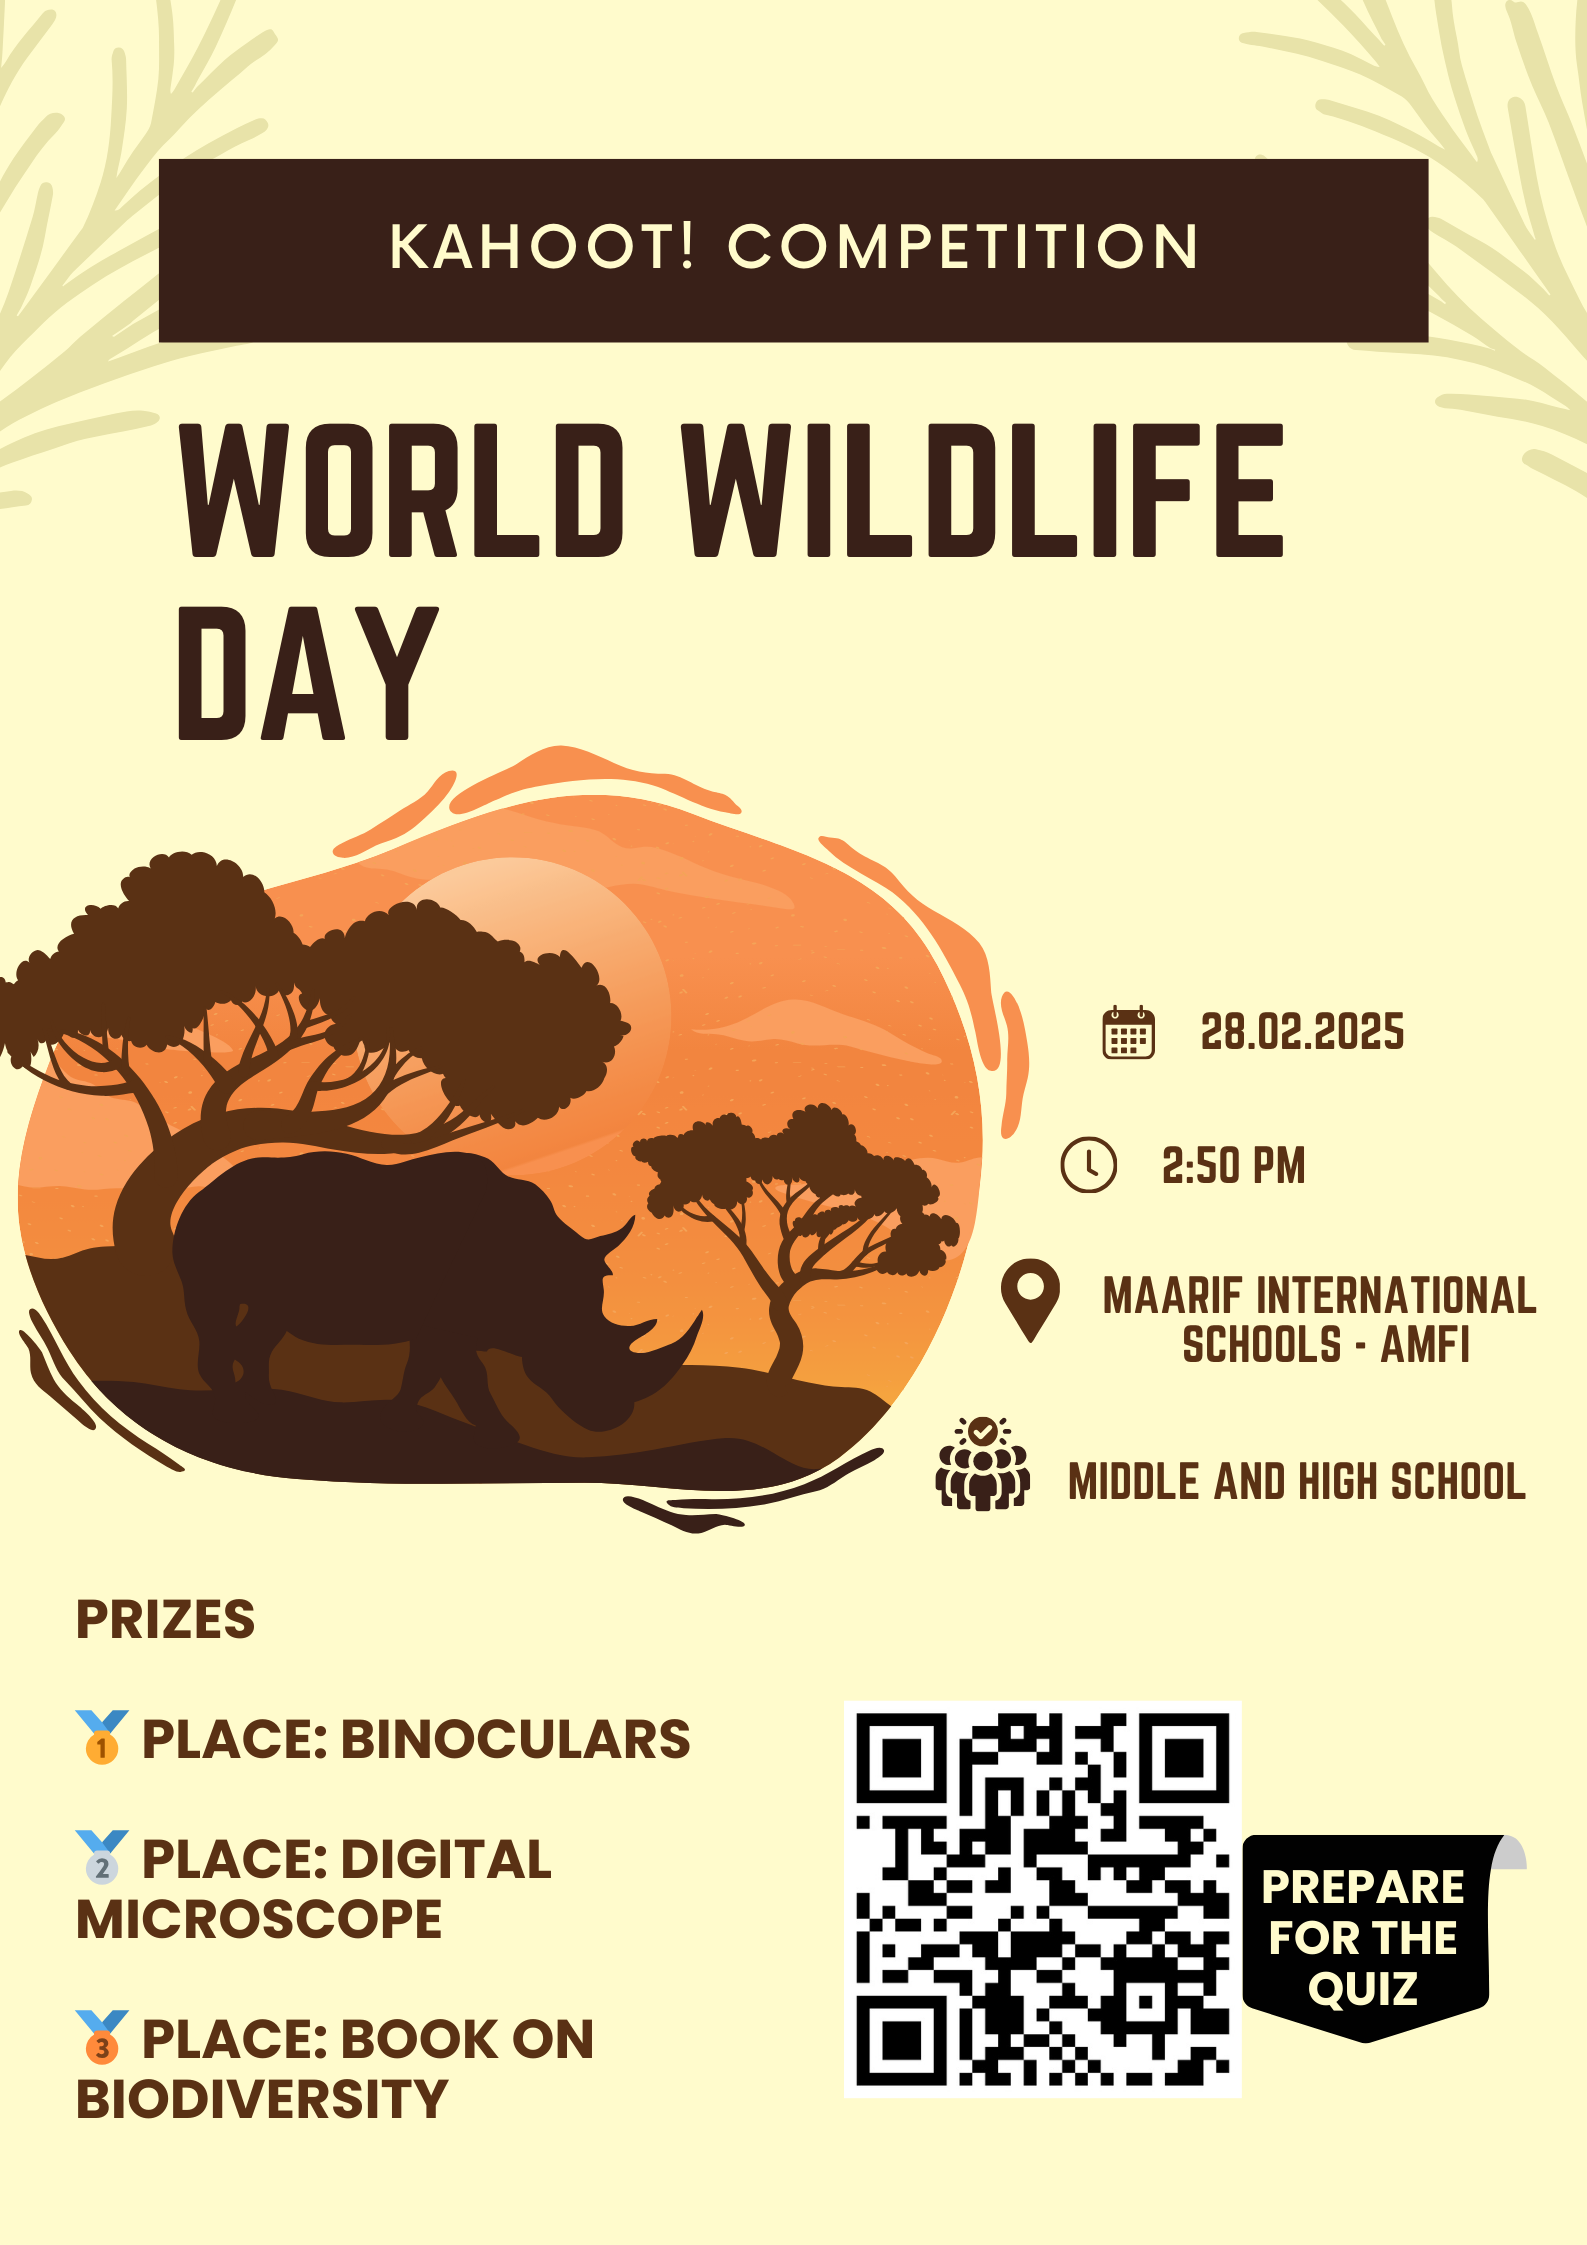 KAHOOT! COMPETITION
WORLD WILDLIFE
DAY
28.02.2025
2:50 PM
MAARIF INTERNATIONAL
SCHOOLS - AMFI
MIDDLE AND HIGH SCHOOL
PRIZES
1 PLACE: BINOCULARS
2 PLACE: DIGITAL
MICROSCOPE
3 PLACE: BOOK ON
BIODIVERSITY
PREPARE
FOR THE
QUIZ